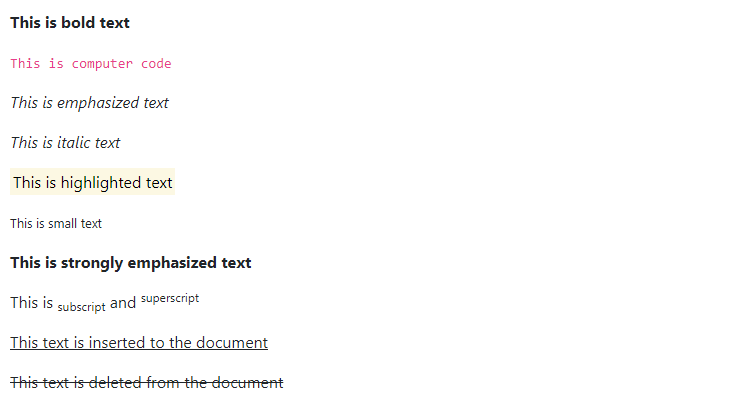 This is bold text
This is computer code
This is emphasized text
This is italic text
This is highlighted text
This is small text
This is strongly emphasized text
This is subscript and superscript
This text is inserted to the document
This text is deleted from the document